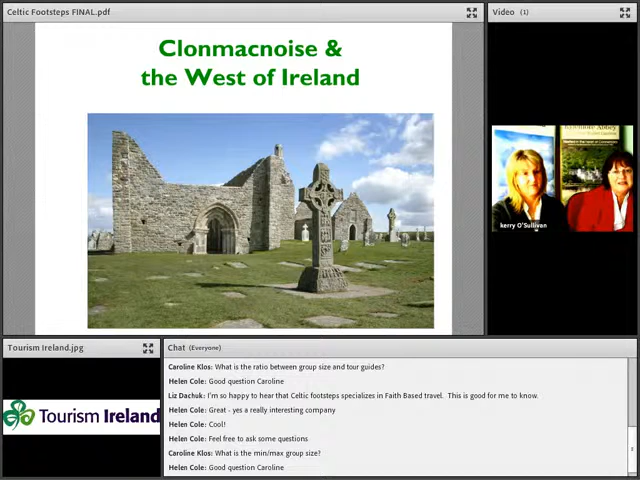 Celtic Footsteps FINAL.pdf
Clonmacnoise &
the West of Ireland
Video (1)
kerry O'Sullivan
Tourism Ireland.jpg
Tourism Ireland
Chat (Everyone)
Caroline Klos: What is the ratio between group size and tour guides?
Helen Cole: Good question Caroline
Liz Dachuk: I'm so happy to hear that Celtic footsteps specializes in Faith Based travel. This is good for me to know.
Helen Cole: Great - yes a really interesting company
Helen Cole: Cool!
Helen Cole: Feel free to ask some questions
Caroline Klos: What is the min/max group size?
Helen Cole: Good question Caroline